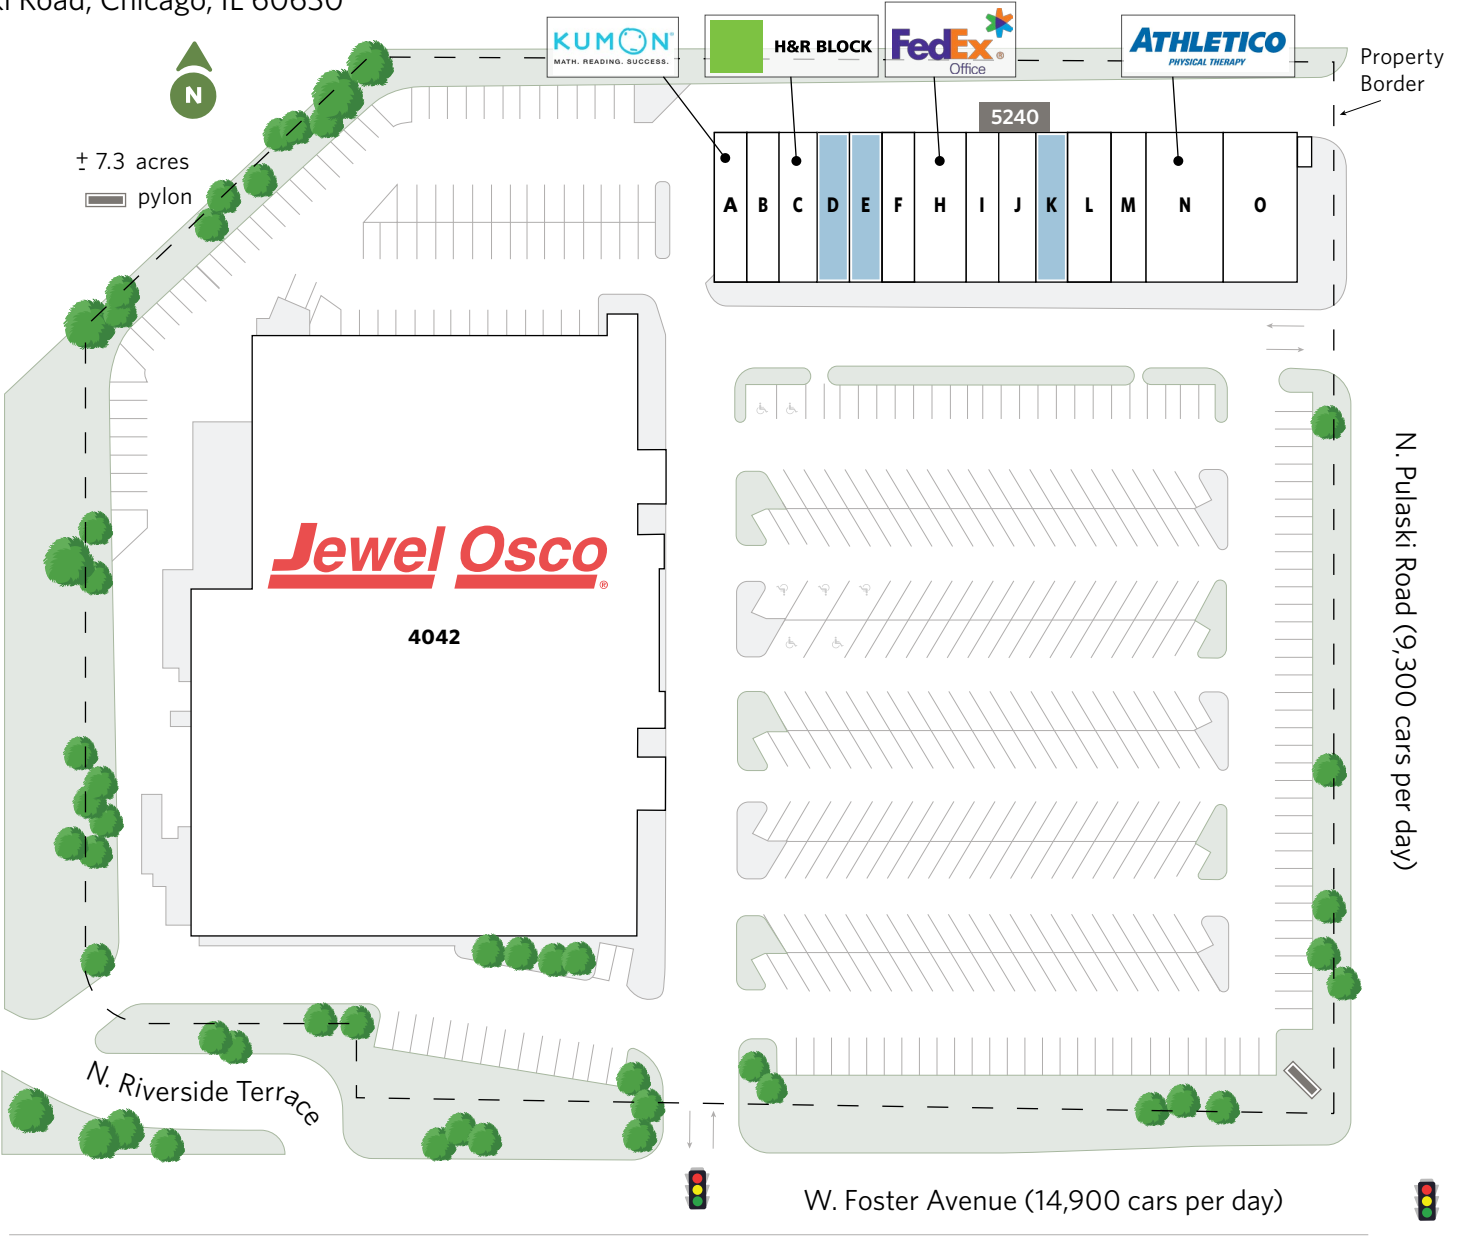 Road, Chicago, IL 60630
KUMON
MATH. READING. SUCCESS.
H&R BLOCK
FedEx®
Office
ATHLETICO
PHYSICAL THERAPY
Property
Border
N
± 7.3 acres
pylon
5240
A B C D E F H I J K L M N O
Jewel Osco®
4042
N. Pulaski Road (9,300 cars per day)
N. Riverside Terrace
W. Foster Avenue (14,900 cars per day)